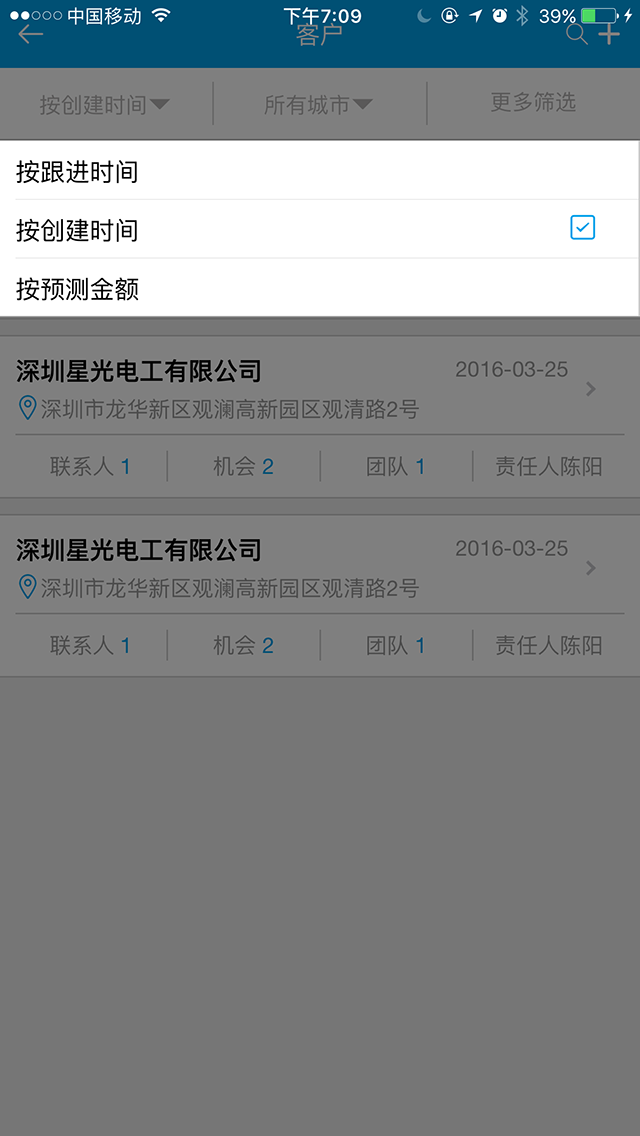 中国移动 下午7:09 39%
客户
按创建时间 所有城市 更多筛选
按跟进时间
按创建时间
按预测金额
深圳星光电工有限公司 2016-03-25
深圳市龙华新区观澜高新园区观清路2号
联系人 1 机会 2 团队 1 责任人陈阳
深圳星光电工有限公司 2016-03-25
深圳市龙华新区观澜高新园区观清路2号
联系人 1 机会 2 团队 1 责任人陈阳